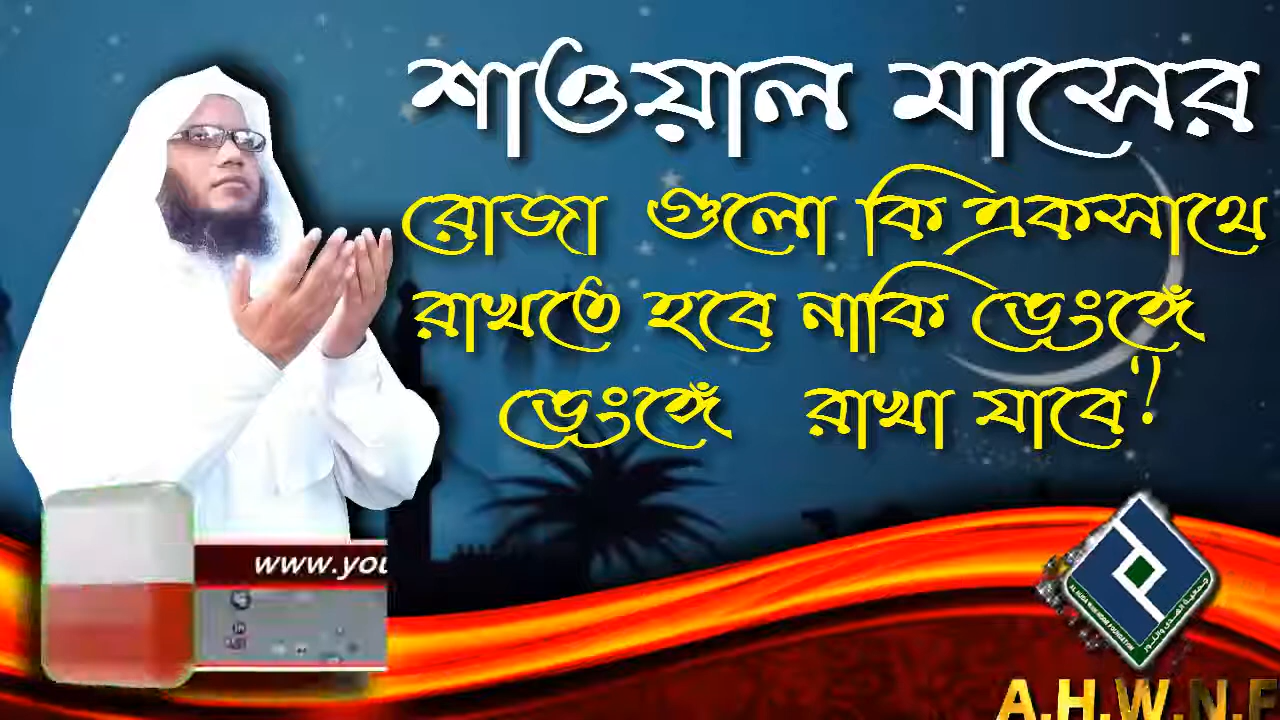 শাওয়াল মাসের
রোজা গুলো কি একসাথে
রাখতে হবে নাকি ভেংঙ্গেঁ
ভেংঙ্গেঁ রাখা যাবে?
www.you
A.H.W.N.F